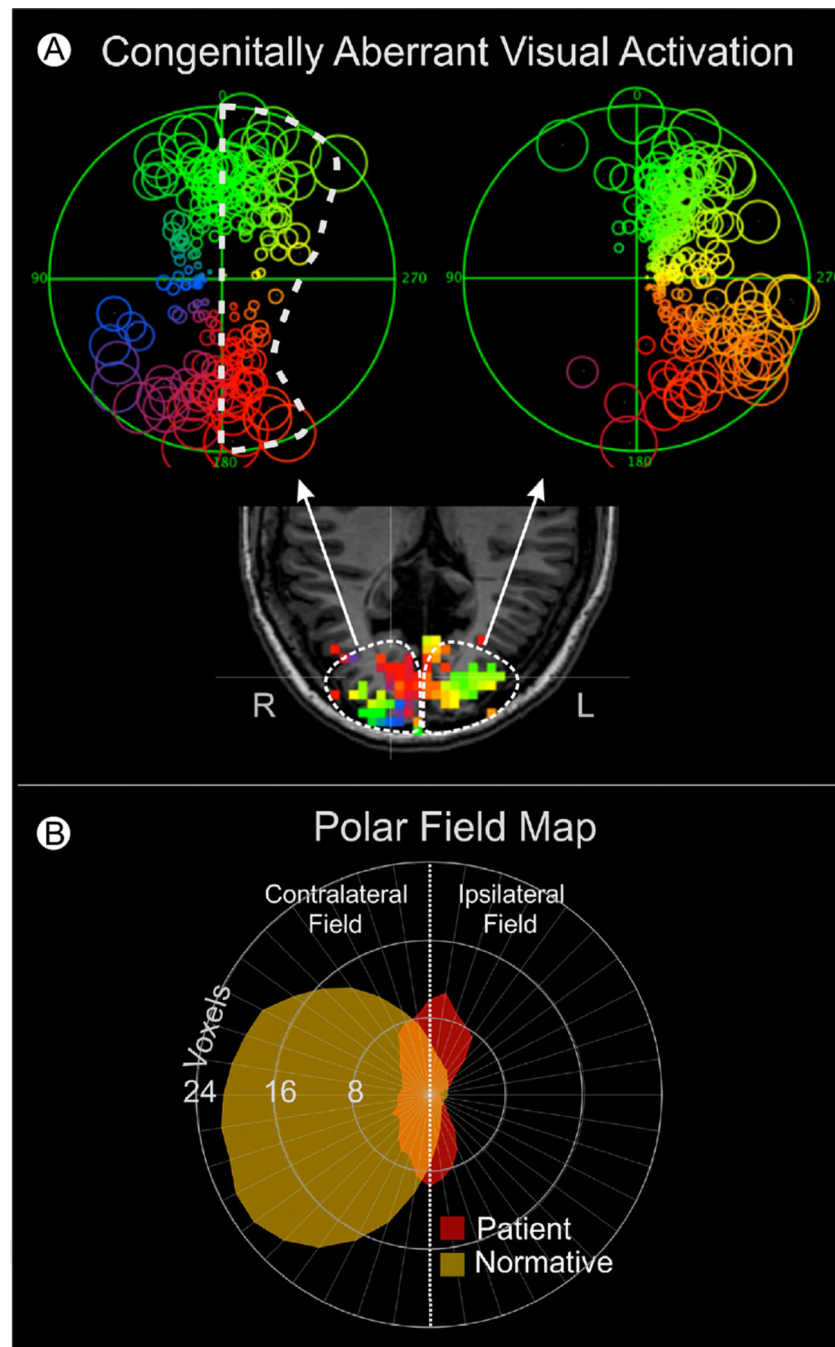 A Congenitally Aberrant Visual Activation
0 0
90 270 90 270
180 180
R L
B Polar Field Map
Contralateral Field
Ipsilateral Field
Voxels
24 16 8
Patient
Normative